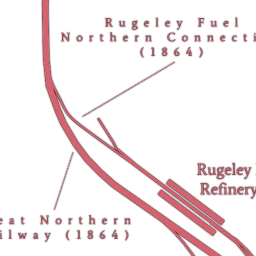 Rugeley Fuel
Northern Connecti
(1864)
Rugeley
Refinery
eat Northern
ilway (1864)